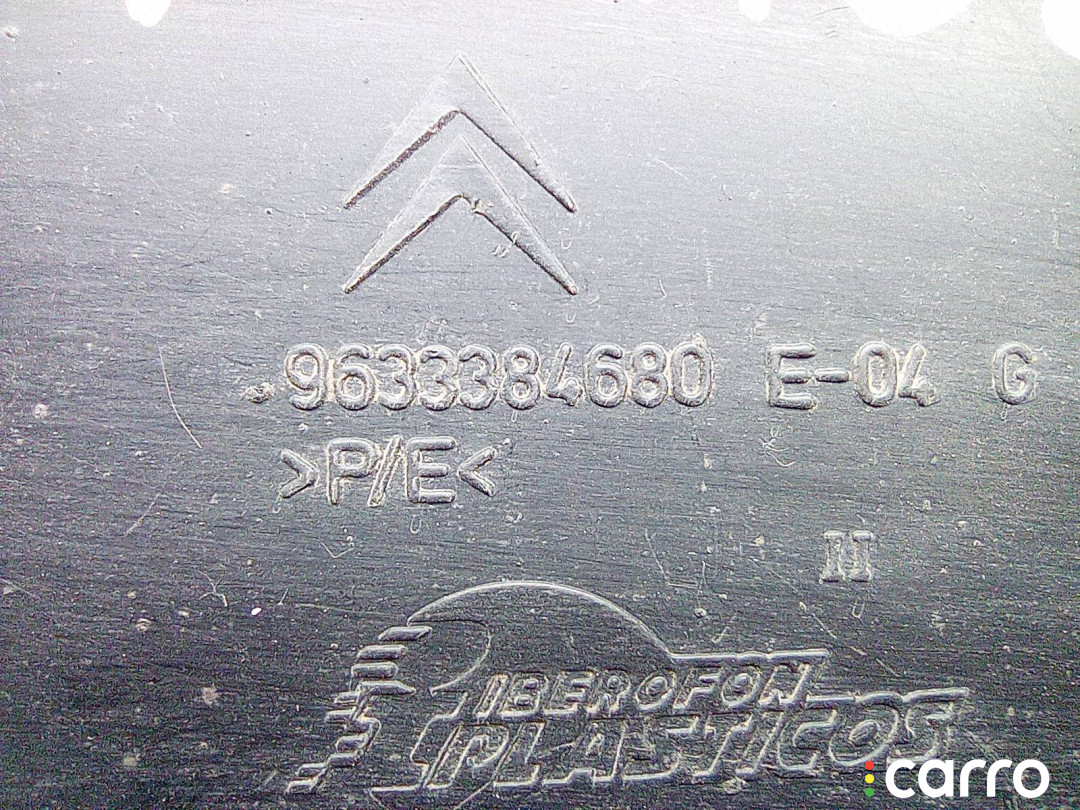 9633384680 E-04 G
>P/E<
II
IBEROFON
PLASTICOS
carro